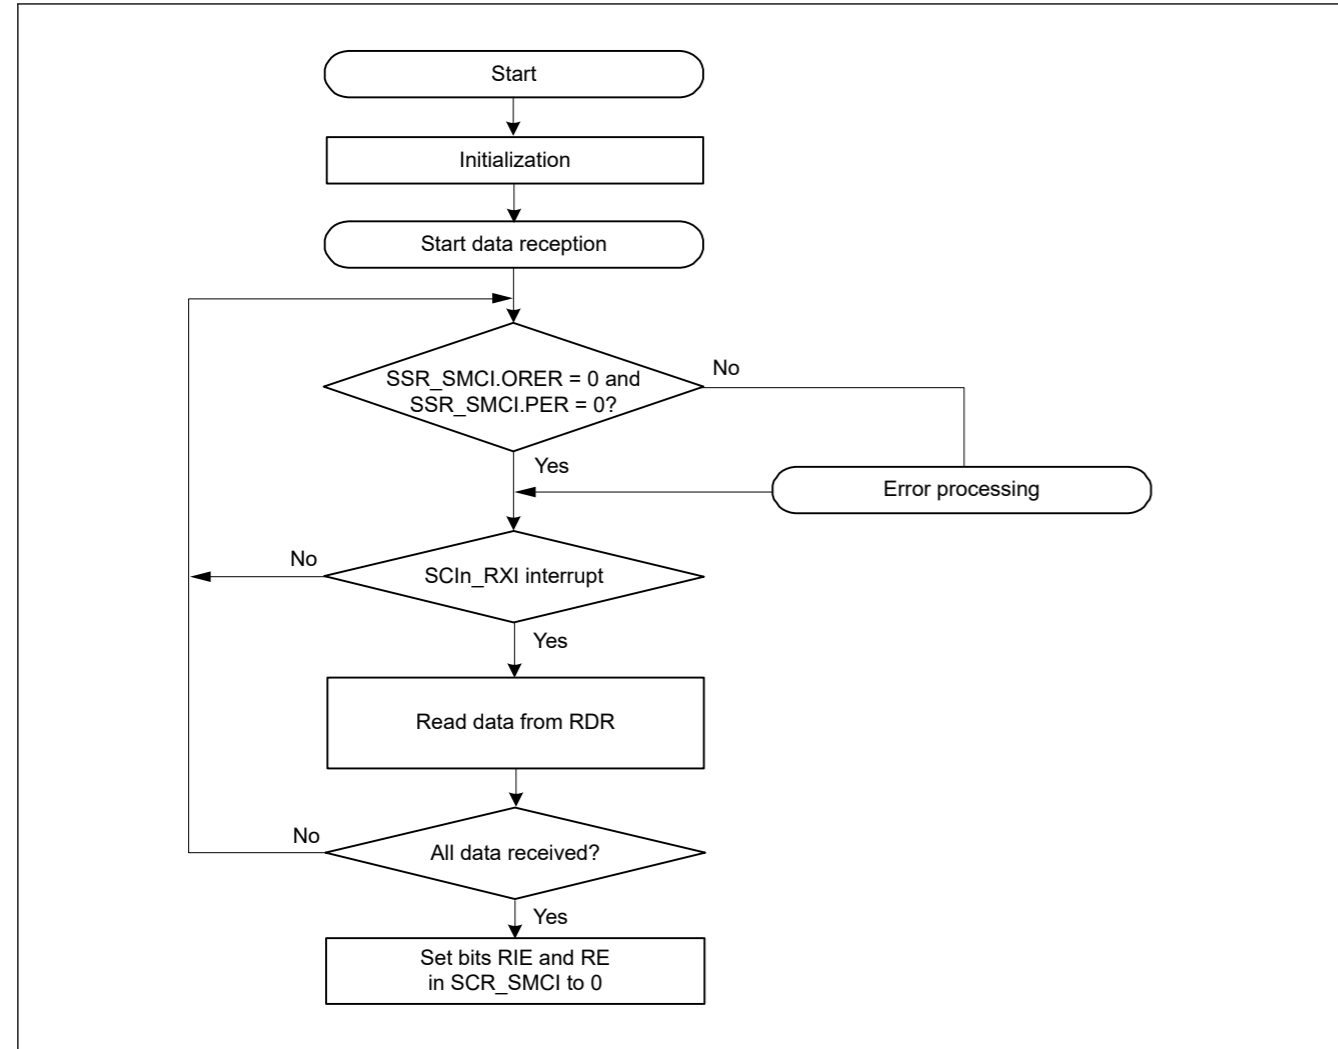 Start
Initialization
Start data reception
SSR_SMCI.ORER = 0 and
SSR_SMCI.PER = 0?
No
Yes
Error processing
No
SCIn_RXI interrupt
Yes
Read data from RDR
No
All data received?
Yes
Set bits RIE and RE
in SCR_SMCI to 0